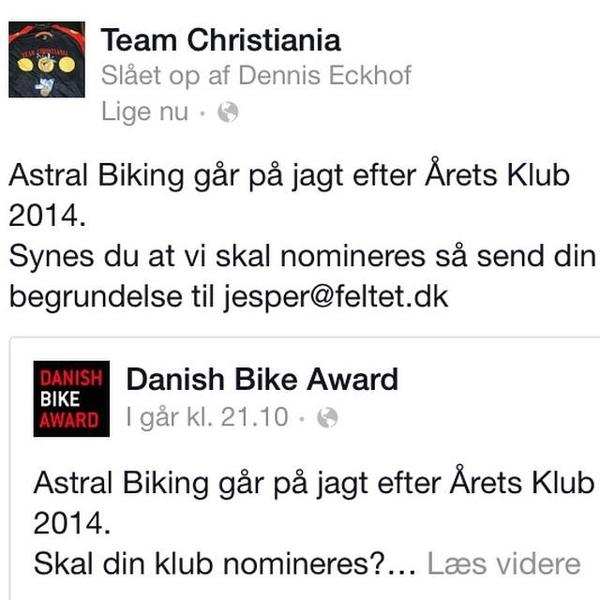 Team Christiania
Slået op af Dennis Eckhof
Lige nu ·
Astral Biking går på jagt efter Årets Klub
2014.
Synes du at vi skal nomineres så send din
begrundelse til jesper@feltet.dk
DANISH
BIKE
AWARD
Danish Bike Award
I går kl. 21.10 ·
Astral Biking går på jagt efter Årets Klub
2014.
Skal din klub nomineres?... Læs videre